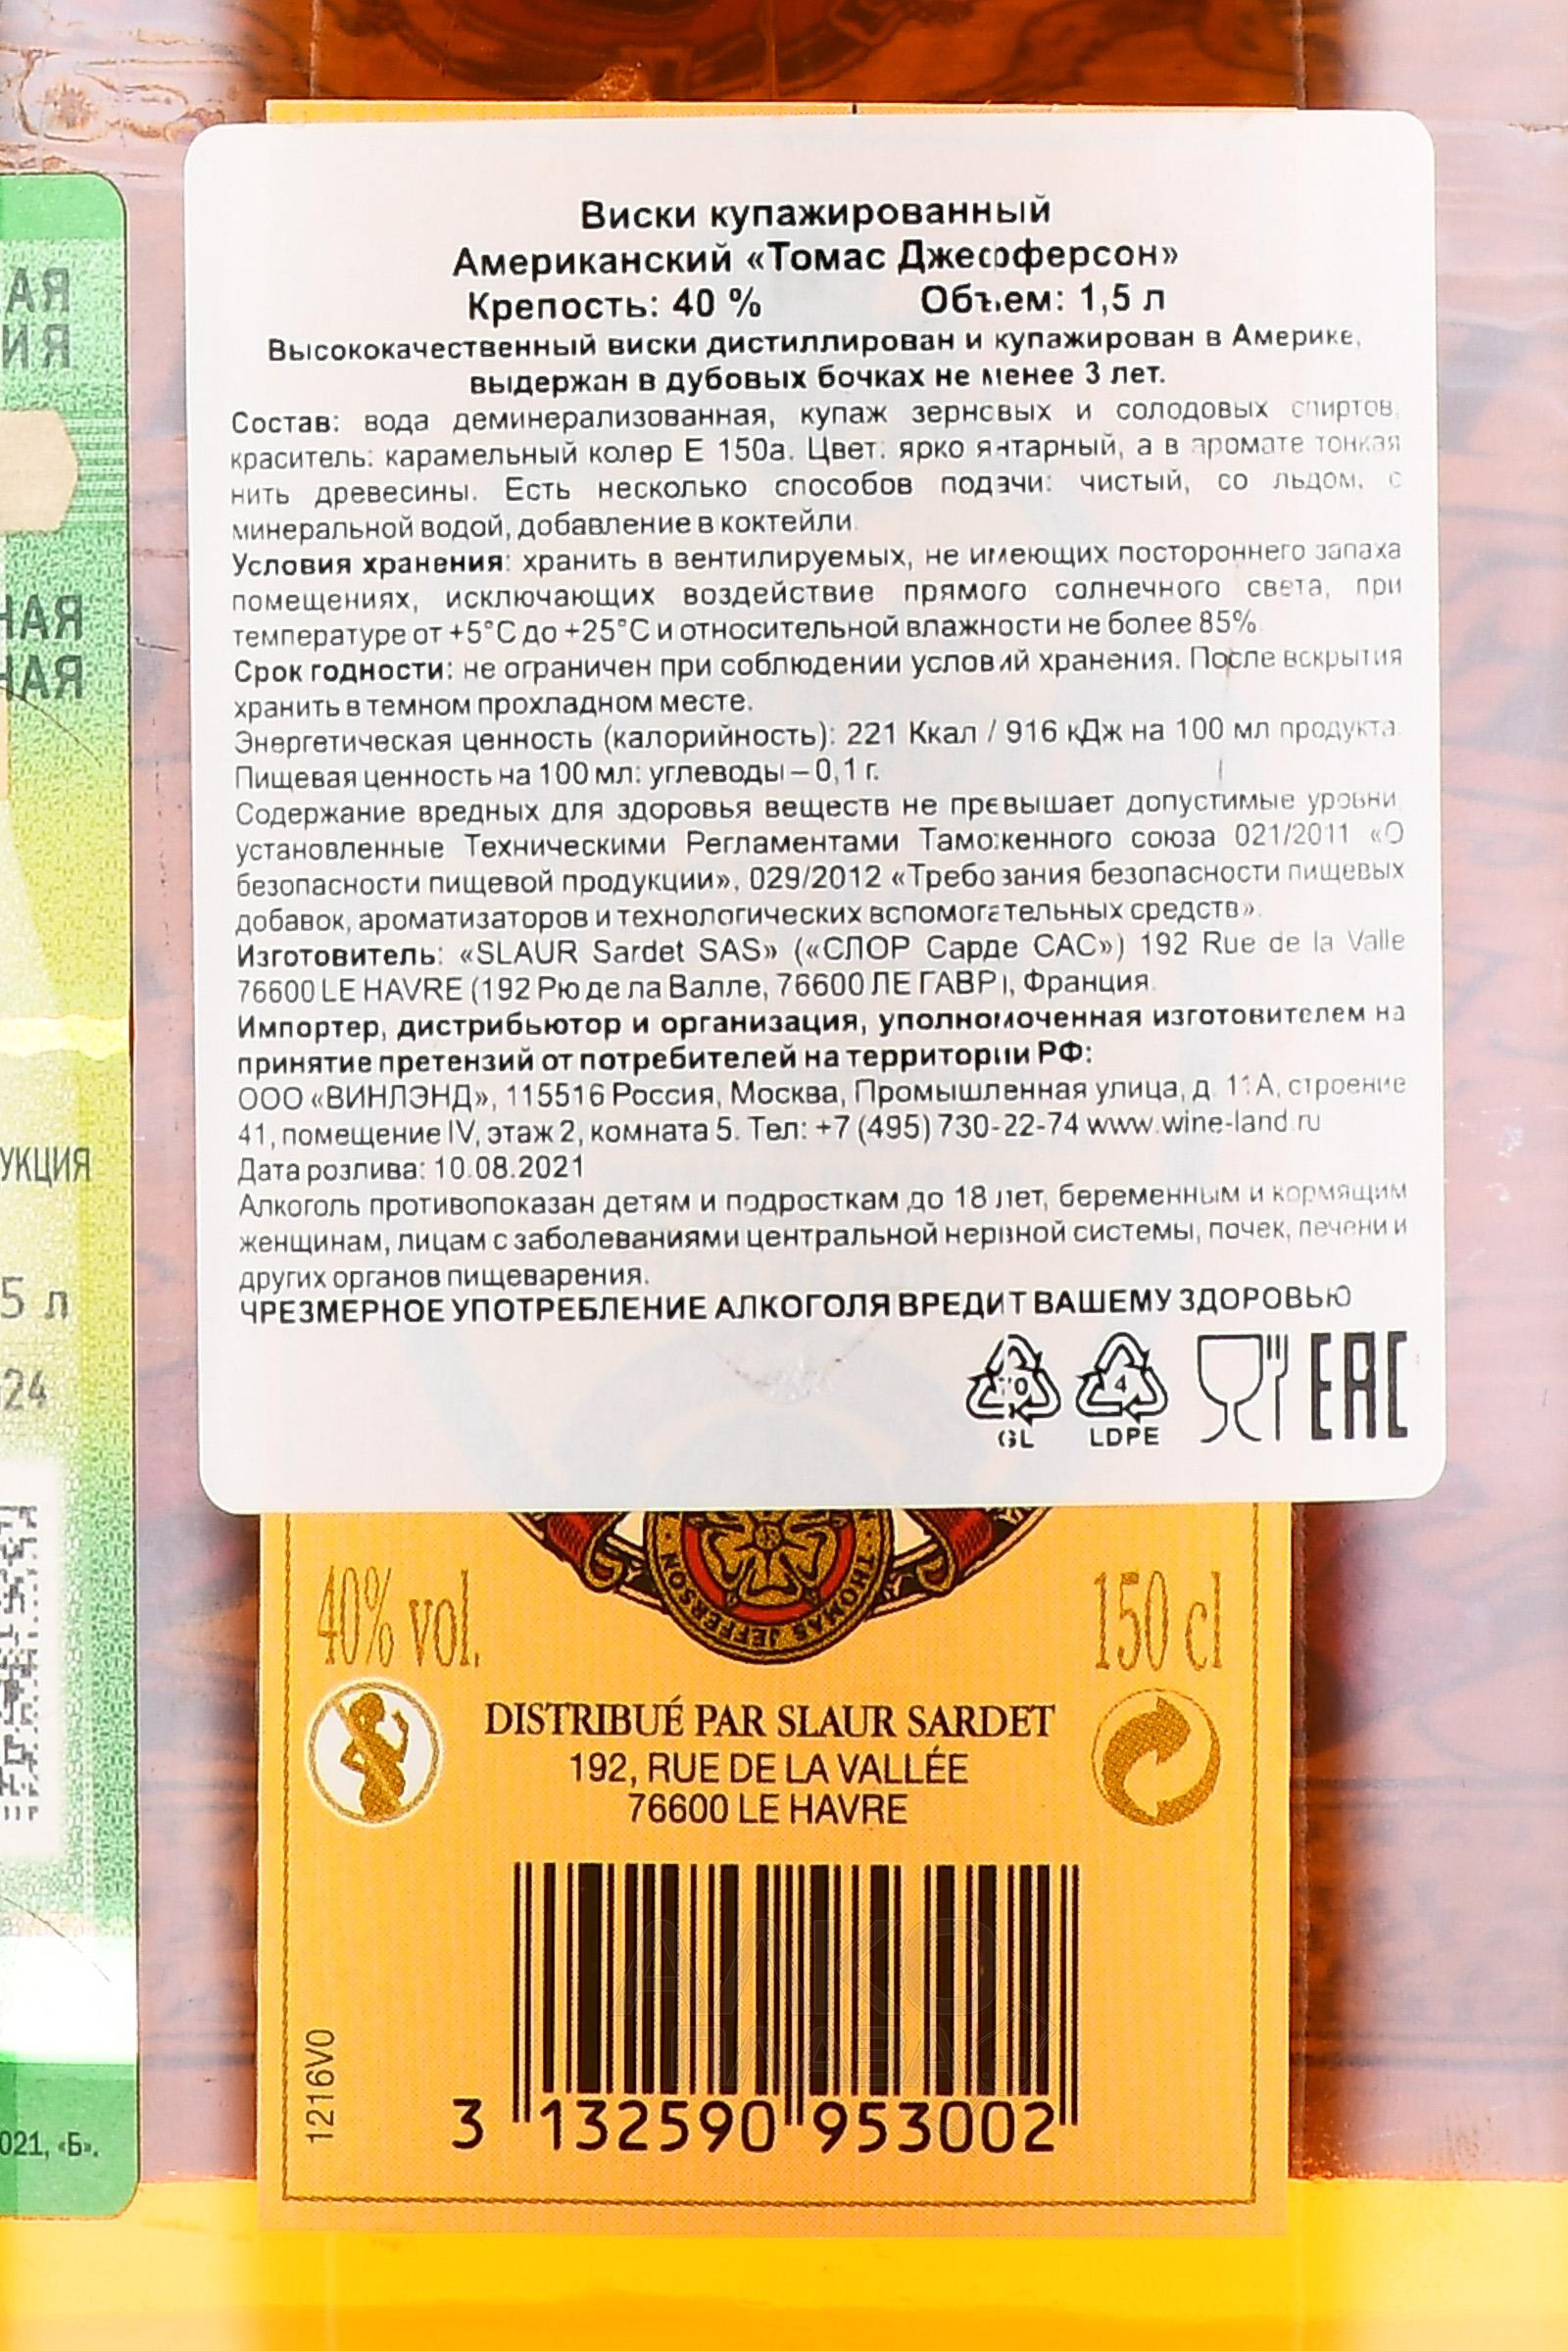 Виски купажированный
Американский «Томас Джефферсон»
Крепость: 40 % Объем: 1,5 л
Высококачественный виски дистиллирован и купажирован в Америке,
выдержан в дубовых бочках не менее 3 лет.
Состав: вода деминерализованная, купаж зерновых и солодовых спиртов,
краситель: карамельный колер Е 150а. Цвет: ярко янтарный, а в аромате тонкая
нить древесины. Есть несколько способов подачи: чистый, со льдом, с
минеральной водой, добавление в коктейли.
Условия хранения: хранить в вентилируемых, не имеющих постороннего запаха
помещениях, исключающих воздействие прямого солнечного света, при
температуре от +5°С до +25°С и относительной влажности не более 85%.
Срок годности: не ограничен при соблюдении условий хранения. После вскрытия
хранить в темном прохладном месте.
Энергетическая ценность (калорийность): 221 Ккал / 916 кДж на 100 мл продукта.
Пищевая ценность на 100 мл: углеводы – 0,1 г.
Содержание вредных для здоровья веществ не превышает допустимые уровни,
установленные Техническими Регламентами Таможенного союза 021/2011 «О
безопасности пищевой продукции», 029/2012 «Требования безопасности пищевых
добавок, ароматизаторов и технологических вспомогательных средств».
Изготовитель: «SLAUR Sardet SAS» («СЛОР Сарде САС») 192 Rue de la Valle
76600 LE HAVRE (192 Рю де ла Валле, 76600 ЛЕ ГАВР), Франция.
Импортер, дистрибьютор и организация, уполномоченная изготовителем на
принятие претензий от потребителей на территории РФ:
ООО «ВИНЛЭНД», 115516 Россия, Москва, Промышленная улица, д. 11А, строение
41, помещение IV, этаж 2, комната 5. Тел: +7 (495) 730-22-74 www.wine-land.ru
Дата розлива: 10.08.2021
Алкоголь противопоказан детям и подросткам до 18 лет, беременным и кормящим
женщинам, лицам с заболеваниями центральной нервной системы, почек, печени и
других органов пищеварения.
ЧРЕЗМЕРНОЕ УПОТРЕБЛЕНИЕ АЛКОГОЛЯ ВРЕДИТ ВАШЕМУ ЗДОРОВЬЮ
70 4 EAC
GL LDPE
THOMAS JEFFERSON
40% vol. 150 cl
DISTRIBUÉ PAR SLAUR SARDET
192, RUE DE LA VALLÉE
76600 LE HAVRE
1216V0
3 132590 953002
АЯ
ИЯ
НАЯ
НАЯ
УКЦИЯ
5 л
24
021, «Б».